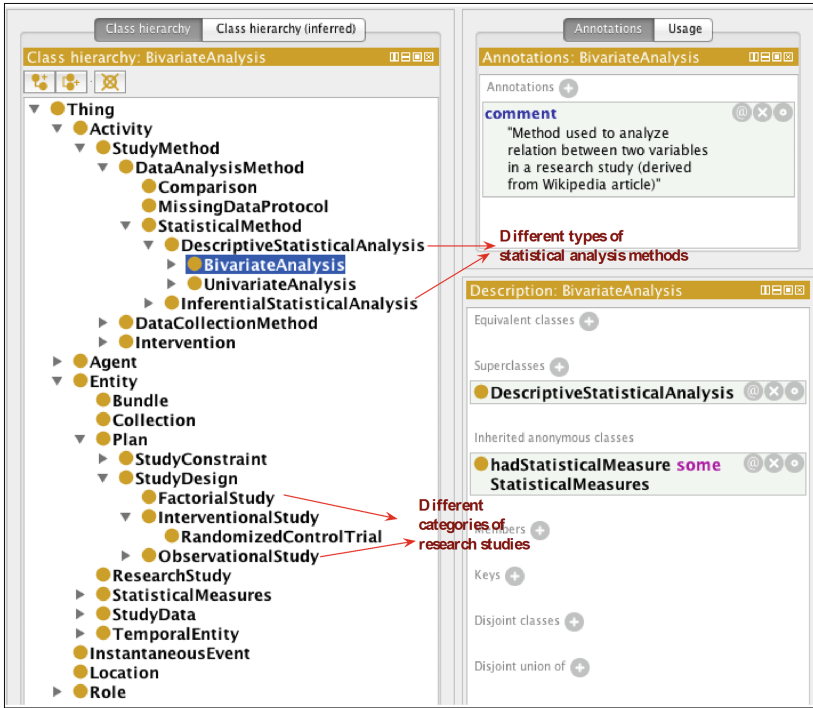 Class hierarchy
Class hierarchy (inferred)
Class hierarchy: BivariateAnalysis
Thing
Activity
StudyMethod
DataAnalysisMethod
Comparison
MissingDataProtocol
StatisticalMethod
DescriptiveStatisticalAnalysis
BivariateAnalysis
UnivariateAnalysis
InferentialStatisticalAnalysis
DataCollectionMethod
Intervention
Agent
Entity
Bundle
Collection
Plan
StudyConstraint
StudyDesign
FactorialStudy
InterventionalStudy
RandomizedControlTrial
ObservationalStudy
ResearchStudy
StatisticalMeasures
StudyData
TemporalEntity
InstantaneousEvent
Location
Role
Different types of
statistical analysis methods
Different
categories of
research studies
Annotations
Usage
Annotations: BivariateAnalysis
Annotations
comment
"Method used to analyze
relation between two variables
in a research study (derived
from Wikipedia article)"
Description: BivariateAnalysis
Equivalent classes
Superclasses
DescriptiveStatisticalAnalysis
Inherited anonymous classes
hadStatisticalMeasure some
StatisticalMeasures
Members
Keys
Disjoint classes
Disjoint union of